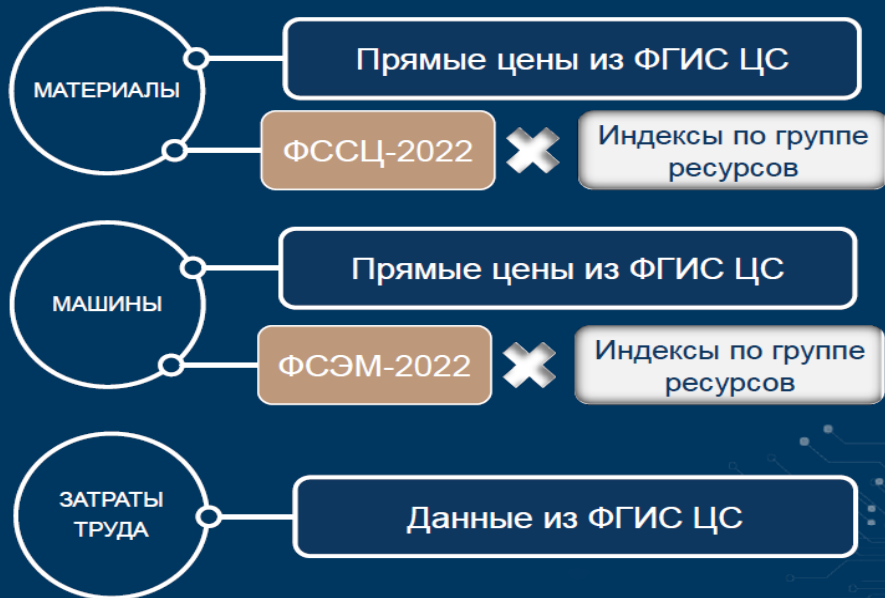 МАТЕРИАЛЫ
Прямые цены из ФГИС ЦС
ФССЦ-2022
Индексы по группе
ресурсов
МАШИНЫ
Прямые цены из ФГИС ЦС
ФСЭМ-2022
Индексы по группе
ресурсов
ЗАТРАТЫ
ТРУДА
Данные из ФГИС ЦС